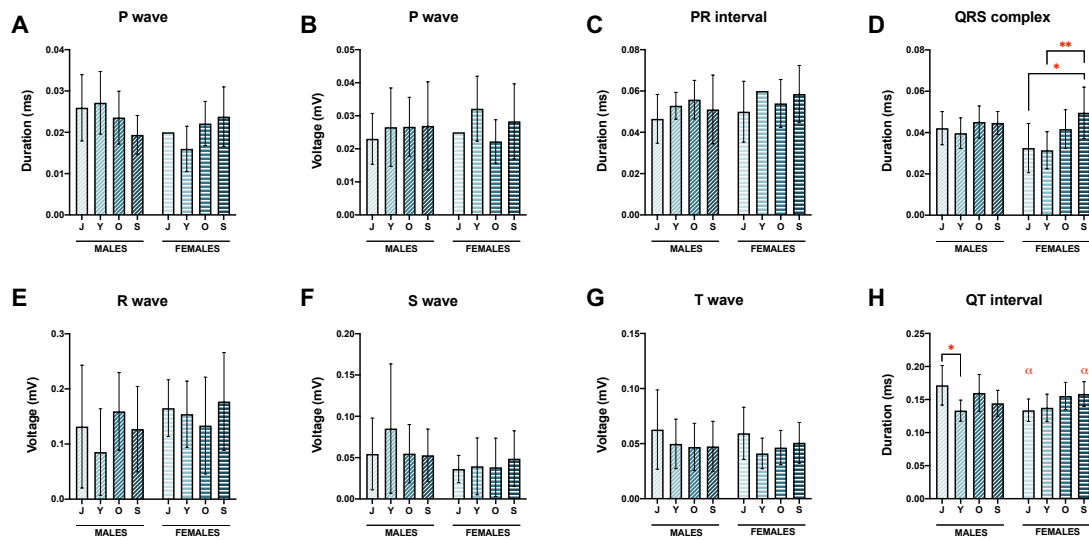 A
P wave
Duration (ms)
0.04
0.03
0.02
0.01
0.00
J Y O S J Y O S
MALES FEMALES
B
P wave
Voltage (mV)
0.05
0.04
0.03
0.02
0.01
0.00
J Y O S J Y O S
MALES FEMALES
C
PR interval
Duration (ms)
0.08
0.06
0.04
0.02
0.00
J Y O S J Y O S
MALES FEMALES
D
QRS complex
Duration (ms)
0.08
0.06
0.04
0.02
0.00
**
*
J Y O S J Y O S
MALES FEMALES
E
R wave
Voltage (mV)
0.3
0.2
0.1
0.0
J Y O S J Y O S
MALES FEMALES
F
S wave
Voltage (mV)
0.20
0.15
0.10
0.05
0.00
J Y O S J Y O S
MALES FEMALES
G
T wave
Voltage (mV)
0.15
0.10
0.05
0.00
J Y O S J Y O S
MALES FEMALES
H
QT interval
Duration (ms)
0.25
0.20
0.15
0.10
0.05
0.00
*
α α
J Y O S J Y O S
MALES FEMALES